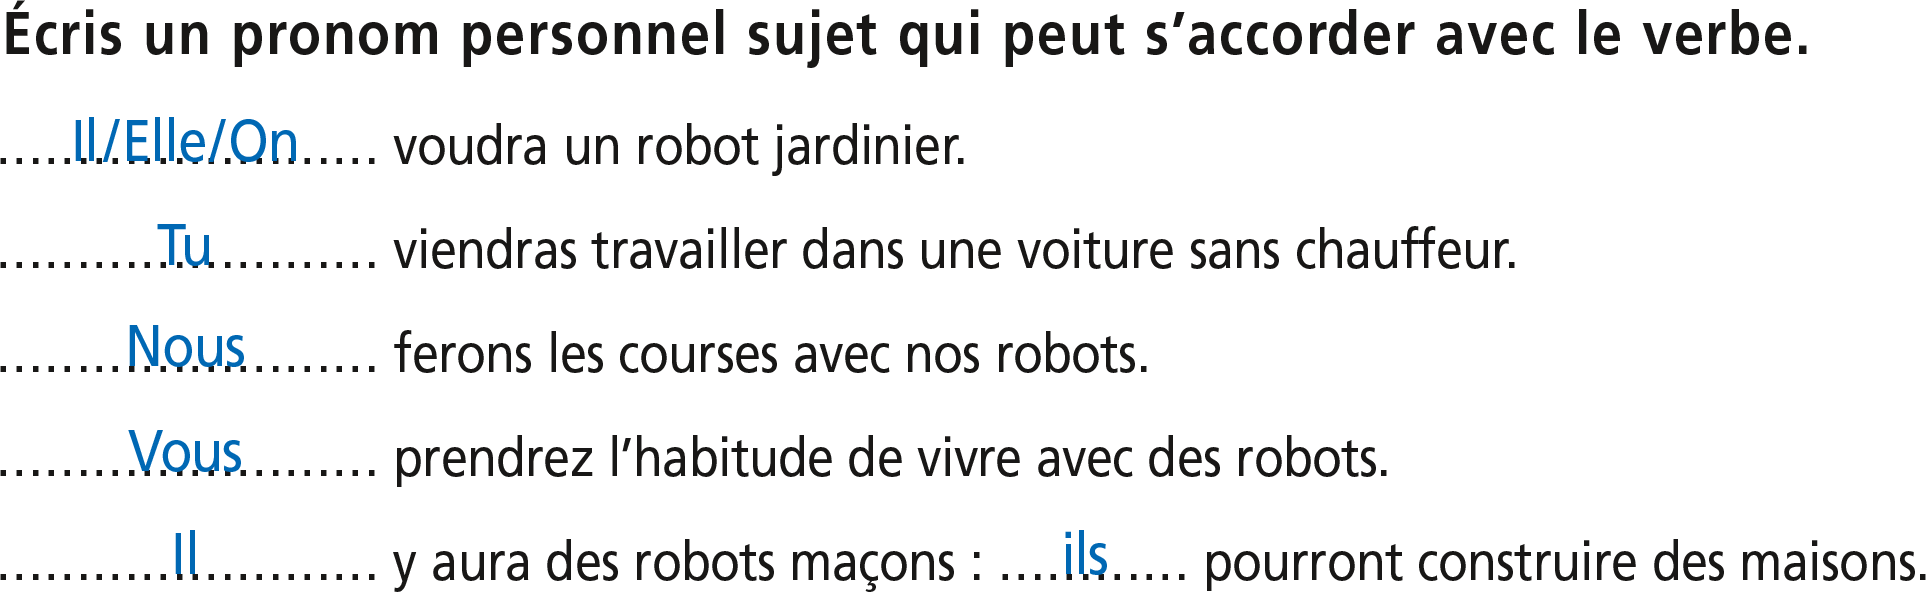 Écris un pronom personnel sujet qui peut s’accorder avec le verbe.
Il/Elle/On voudra un robot jardinier.
Tu viendras travailler dans une voiture sans chauffeur.
Nous ferons les courses avec nos robots.
Vous prendrez l’habitude de vivre avec des robots.
Il y aura des robots maçons : ils pourront construire des maisons.